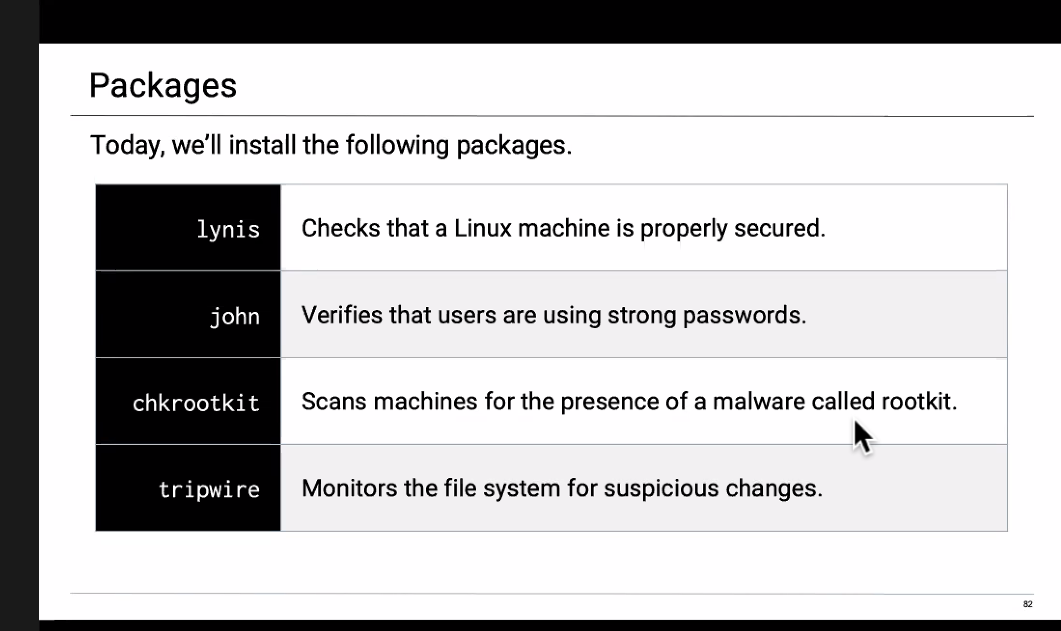 Packages
Today, we'll install the following packages.
lynis Checks that a Linux machine is properly secured.
john Verifies that users are using strong passwords.
chkrootkit Scans machines for the presence of a malware called rootkit.
tripwire Monitors the file system for suspicious changes.
82